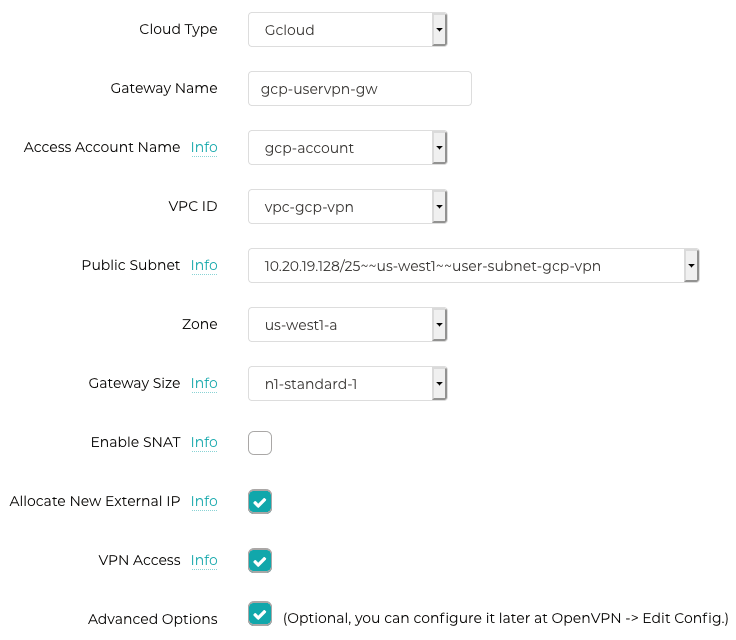 Cloud Type Gcloud
Gateway Name gcp-uservpn-gw
Access Account Name Info gcp-account
VPC ID vpc-gcp-vpn
Public Subnet Info 10.20.19.128/25~~us-west1~~user-subnet-gcp-vpn
Zone us-west1-a
Gateway Size Info n1-standard-1
Enable SNAT Info
Allocate New External IP Info
VPN Access Info
Advanced Options (Optional, you can configure it later at OpenVPN -> Edit Config.)